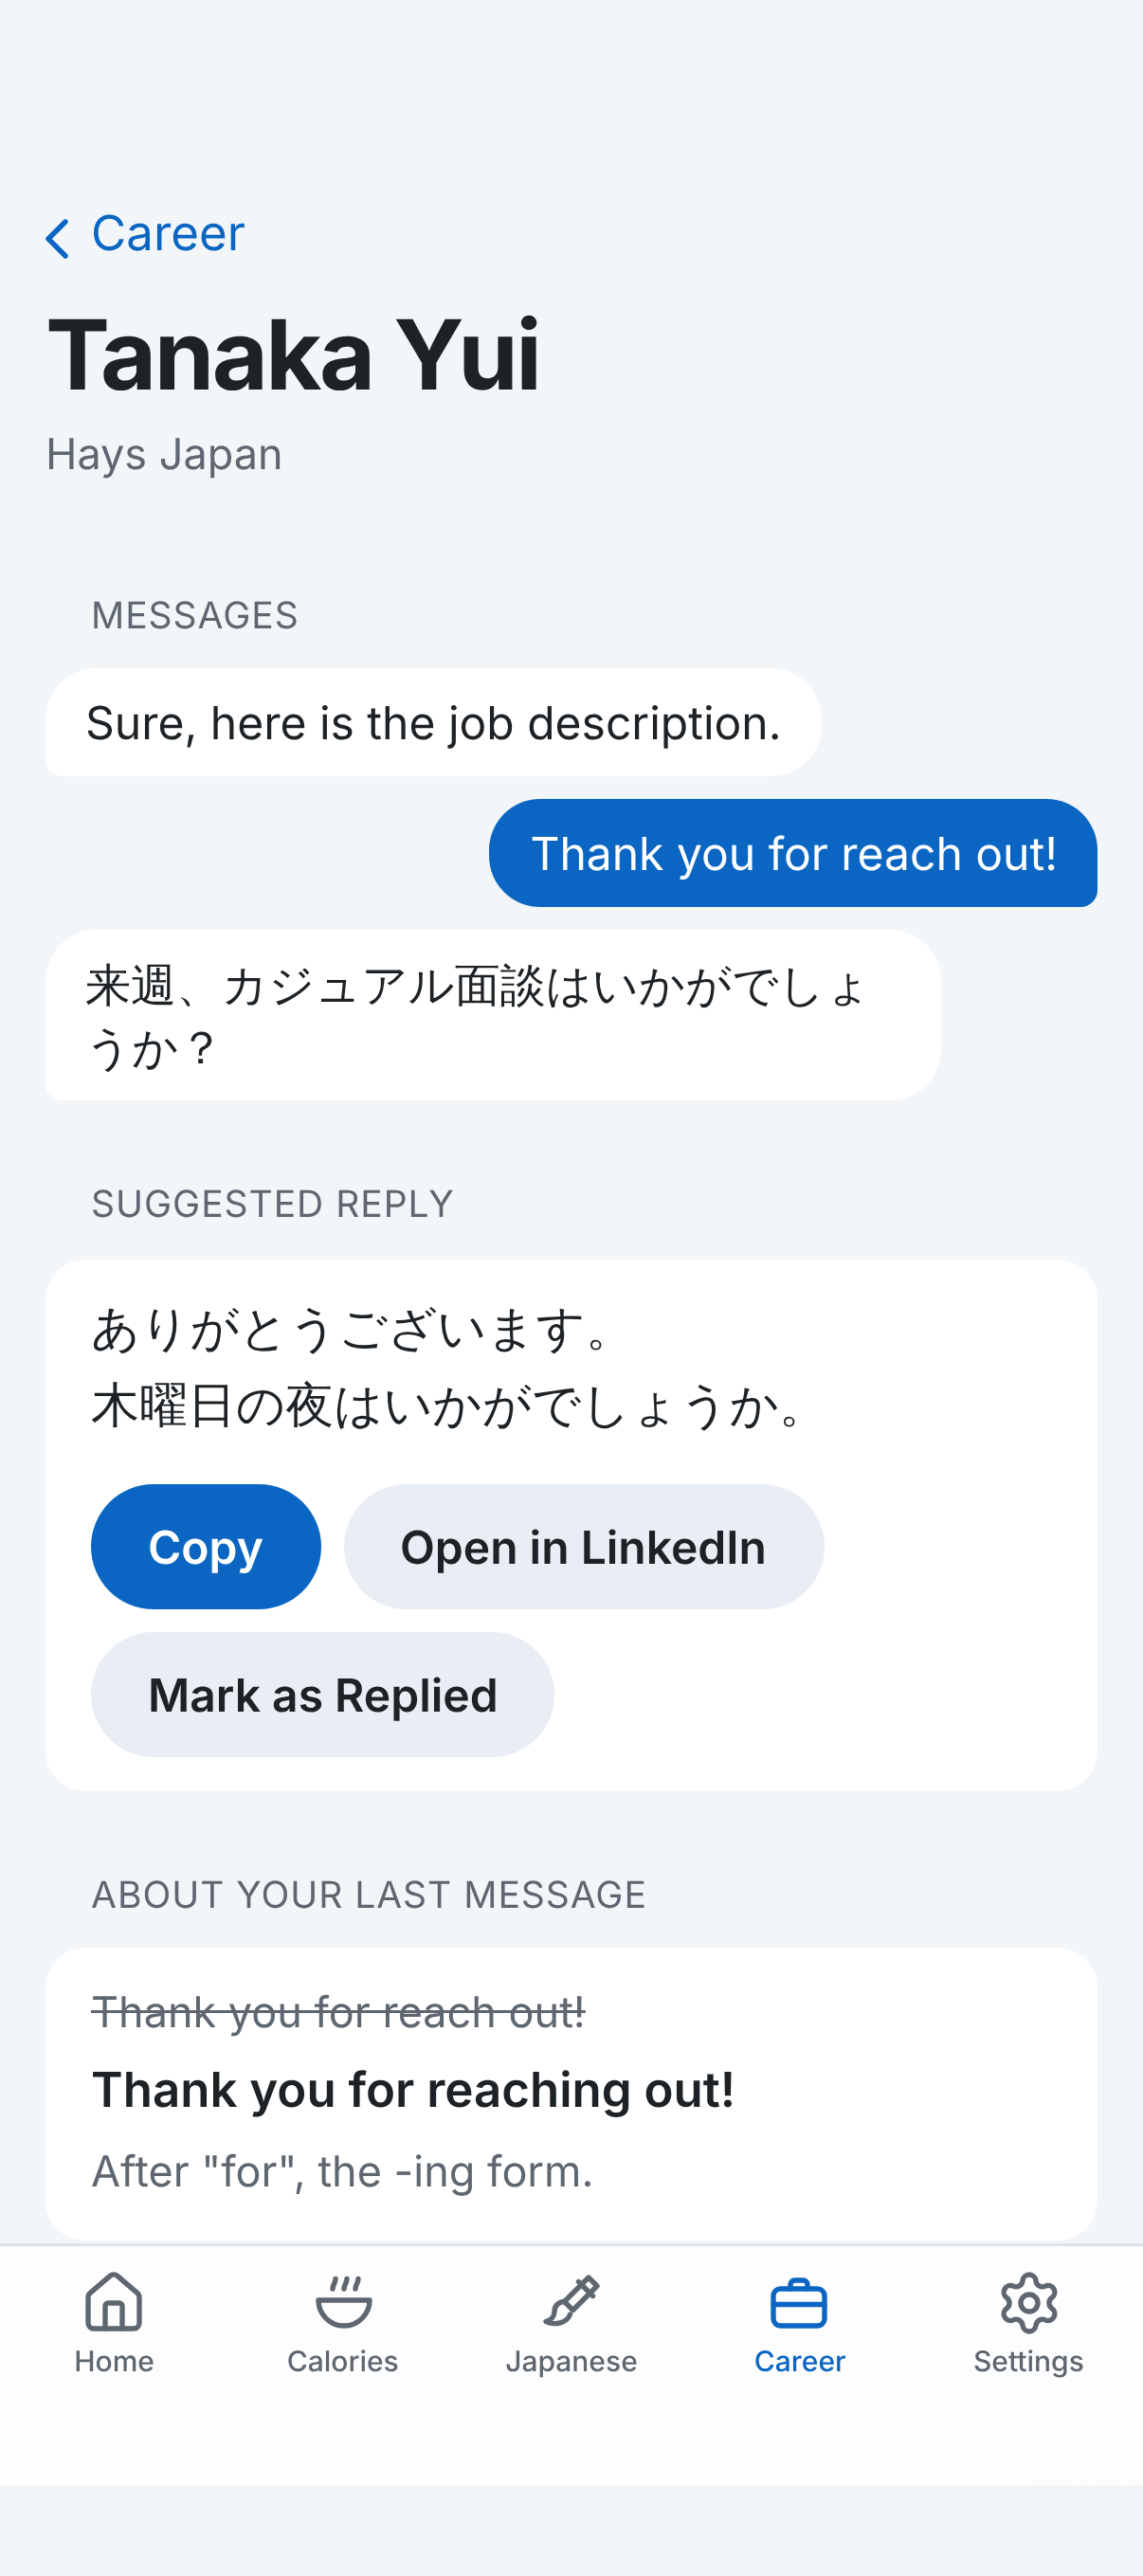 Career
Tanaka Yui
Hays Japan
MESSAGES
Sure, here is the job description.
Thank you for reach out!
来週、カジュアル面談はいかがでしょ
うか？
SUGGESTED REPLY
ありがとうございます。
木曜日の夜はいかがでしょうか。
Copy
Open in LinkedIn
Mark as Replied
ABOUT YOUR LAST MESSAGE
Thank you for reach out!
Thank you for reaching out!
After "for", the -ing form.
Home
Calories
Japanese
Career
Settings